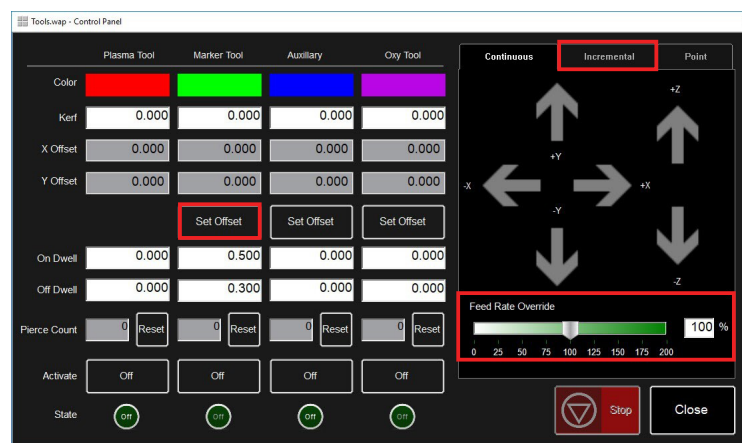 Tools.wap - Control Panel
Plasma Tool Marker Tool Auxillary Oxy Tool
Color
Kerf 0.000 0.000 0.000 0.000
X Offset 0.000 0.000 0.000 0.000
Y Offset 0.000 0.000 0.000 0.000
Set Offset Set Offset Set Offset
On Dwell 0.000 0.500 0.000 0.000
Off Dwell 0.000 0.300 0.000 0.000
Pierce Count 0 Reset 0 Reset 0 Reset 0 Reset
Activate Off Off Off Off
State Off Off Off Off
Continuous Incremental Point
+Z
+Y
-X +X
-Y
-Z
Feed Rate Override
100 %
0 25 50 75 100 125 150 175 200
Stop Close